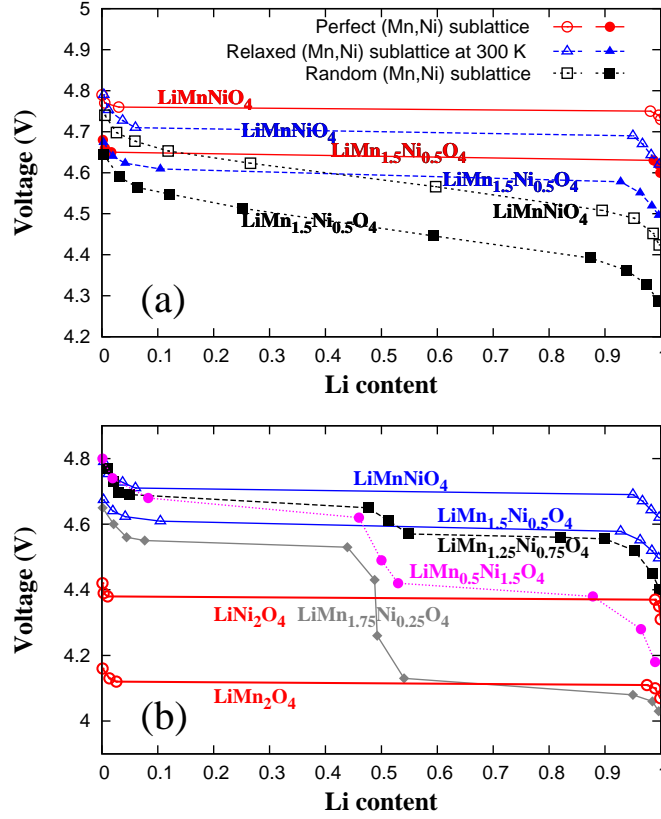 5
4.9
4.8
4.7
4.6
4.5
4.4
4.3
4.2
Voltage (V)
Perfect (Mn,Ni) sublattice
Relaxed (Mn,Ni) sublattice at 300 K
Random (Mn,Ni) sublattice
LiMnNiO4
LiMnNiO4
LiMn1.5Ni0.5O4
LiMn1.5Ni0.5O4
LiMnNiO4
LiMn1.5Ni0.5O4
(a)
0 0.1 0.2 0.3 0.4 0.5 0.6 0.7 0.8 0.9 1
Li content
4.8
4.6
4.4
4.2
4
Voltage (V)
LiMnNiO4
LiMn1.5Ni0.5O4
LiMn1.25Ni0.75O4
LiMn0.5Ni1.5O4
LiNi2O4
LiMn1.75Ni0.25O4
LiMn2O4
(b)
0 0.1 0.2 0.3 0.4 0.5 0.6 0.7 0.8 0.9 1
Li content